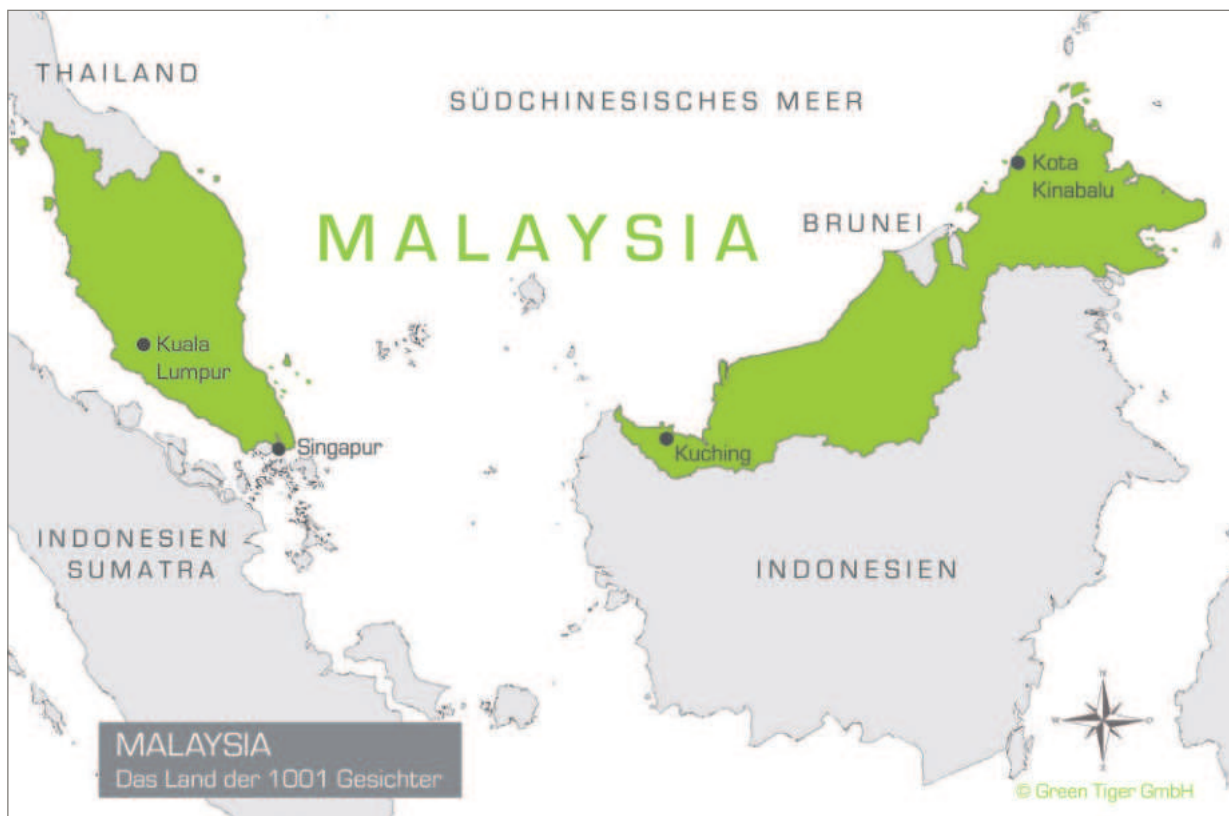 THAILAND
SÜDCHINESISCHES MEER
Kota
Kinabalu
MALAYSIA
BRUNEI
Kuala
Lumpur
Singapur
Kuching
INDONESIEN
SUMATRA
INDONESIEN
N
W
O
S
MALAYSIA
Das Land der 1001 Gesichter
© Green Tiger GmbH